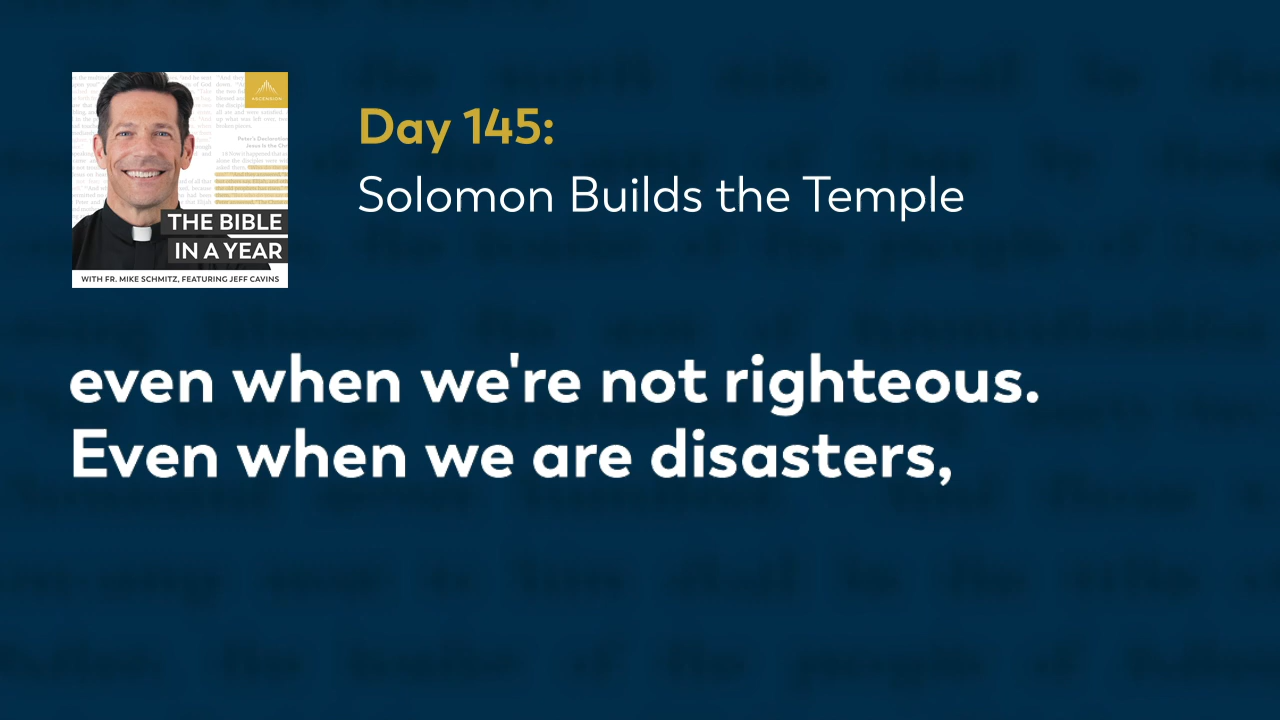 ASCENSION
THE BIBLE
IN A YEAR
WITH FR. MIKE SCHMITZ, FEATURING JEFF CAVINS
Day 145:
Solomon Builds the Temple
even when we're not righteous.
Even when we are disasters,